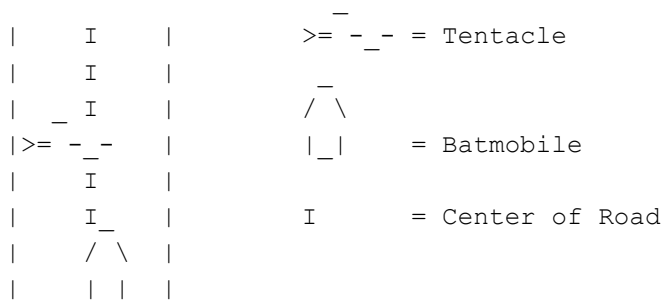 _
|     I     |        >= -_- = Tentacle
|     I     |         _
|   _ I     |        / \
|>= -_-     |        |_|    = Batmobile
|     I     |
|     I_    |        I      = Center of Road
|     / \   |
|     | |   |